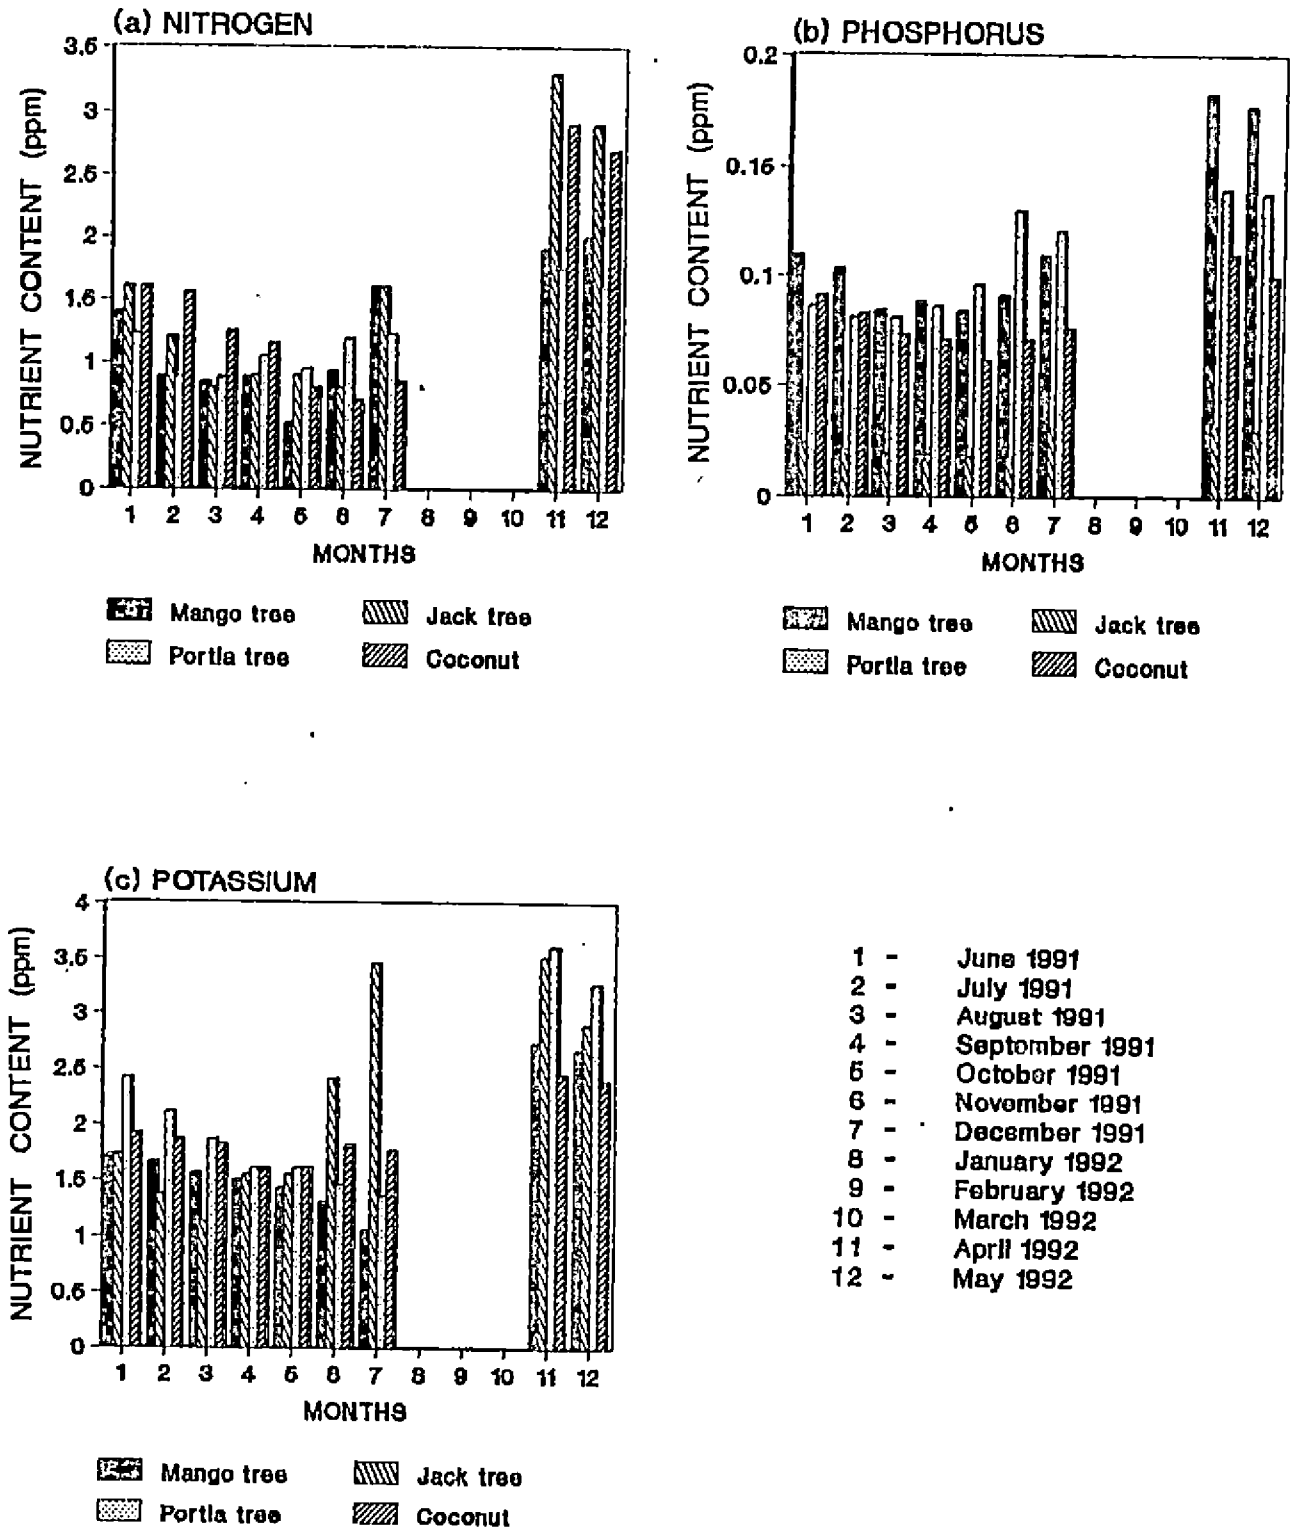 (a) NITROGEN
NUTRIENT CONTENT (ppm)
3.5
3
2.5
2
1.5
1
0.5
0
1 2 3 4 5 6 7 8 9 10 11 12
MONTHS
Mango tree
Jack tree
Portia tree
Coconut
(b) PHOSPHORUS
NUTRIENT CONTENT (ppm)
0.2
0.15
0.1
0.05
0
1 2 3 4 5 6 7 8 9 10 11 12
MONTHS
Mango tree
Jack tree
Portia tree
Coconut
(c) POTASSIUM
NUTRIENT CONTENT (ppm)
4
3.5
3
2.5
2
1.5
1
0.5
0
1 2 3 4 5 6 7 8 9 10 11 12
MONTHS
Mango tree
Jack tree
Portia tree
Coconut
1 - June 1991
2 - July 1991
3 - August 1991
4 - September 1991
5 - October 1991
6 - November 1991
7 - December 1991
8 - January 1992
9 - February 1992
10 - March 1992
11 - April 1992
12 - May 1992